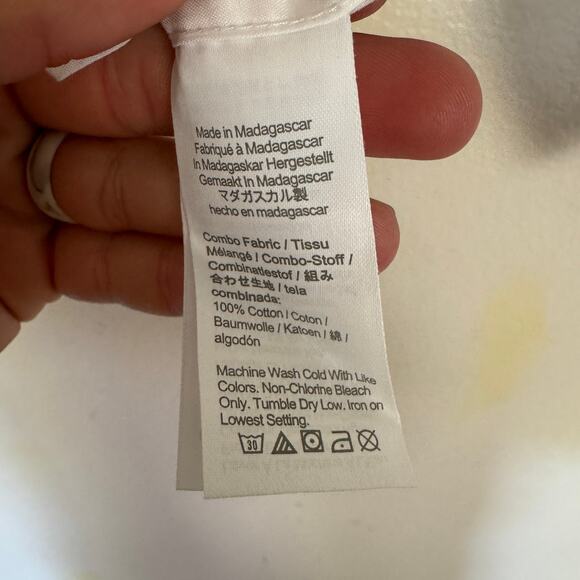 Made in Madagascar
Fabriqué à Madagascar
In Madagaskar Hergestellt
Gemaakt In Madagascar
マダガスカル製
hecho en madagascar
Combo Fabric / Tissu
Mélangé / Combo-Stoff /
Combinatiestof / 組み
合わせ生地 / tela
combinada:
100% Cotton / Coton /
Baumwolle / Katoen / 綿 /
algodón
Machine Wash Cold With Like
Colors. Non-Chlorine Bleach
Only. Tumble Dry Low. Iron on
Lowest Setting.
30